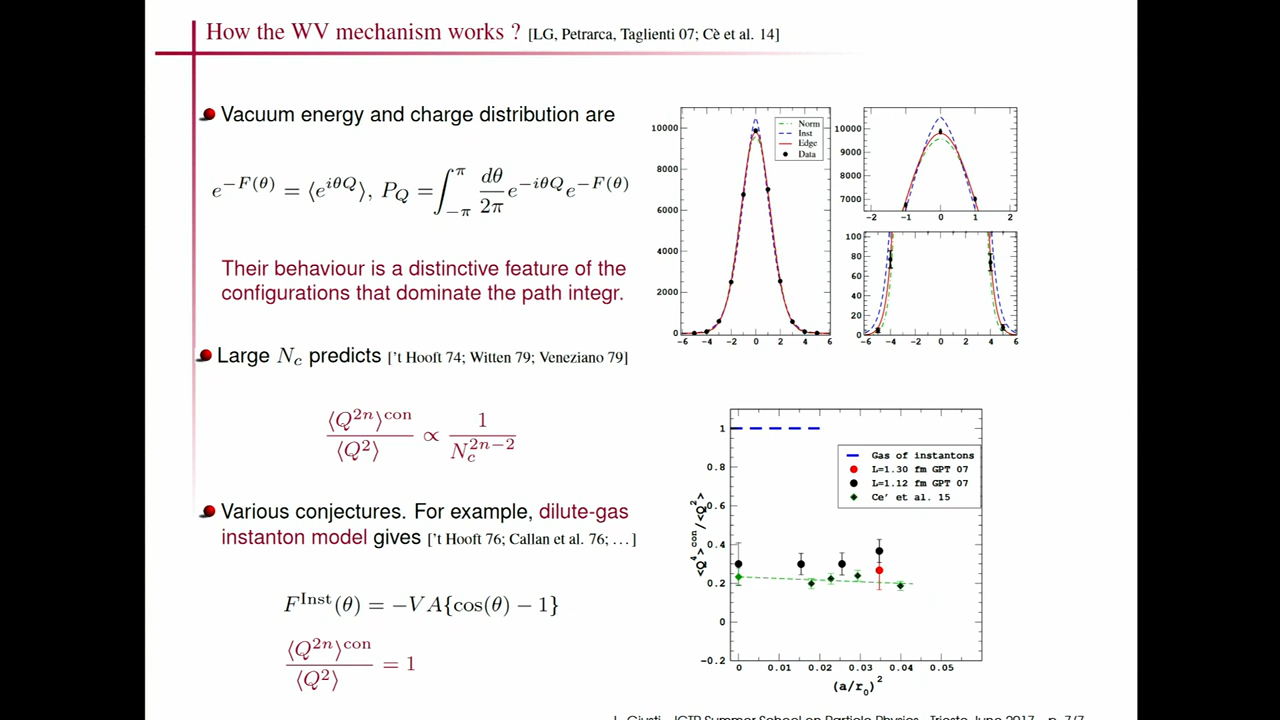 How the WV mechanism works ? [LG, Petrarca, Taglienti 07; Cè et al. 14]
Vacuum energy and charge distribution are
e^{-F(θ)} = ⟨e^{iθQ}⟩, P_Q = ∫_{-π}^{π} dθ/2π e^{-iθQ} e^{-F(θ)}
Their behaviour is a distinctive feature of the
configurations that dominate the path integr.
Large N_c predicts ['t Hooft 74; Witten 79; Veneziano 79]
⟨Q^{2n}⟩^{con} / ⟨Q^2⟩ ∝ 1 / N_c^{2n-2}
Various conjectures. For example, dilute-gas
instanton model gives ['t Hooft 76; Callan et al. 76; ...]
F^{Inst}(θ) = -VA{cos(θ) - 1}
⟨Q^{2n}⟩^{con} / ⟨Q^2⟩ = 1
10000
8000
6000
4000
2000
0
-6 -4 -2 0 2 4 6
Norm
Inst
Edge
Data
10000
9000
8000
7000
-2 -1 0 1 2
100
80
60
40
20
0
-6 -4 -2 0 2 4 6
1
0.8
0.6
0.4
0.2
0
-0.2
<Q^4>^con/<Q^2>
Gas of instantons
L=1.30 fm GPT 07
L=1.12 fm GPT 07
Ce' et al. 15
0 0.01 0.02 0.03 0.04 0.05
(a/r_0)^2
L. Giusti - ICTP Summer School on Particle Physics - Trieste June 2017 - p. 7/7